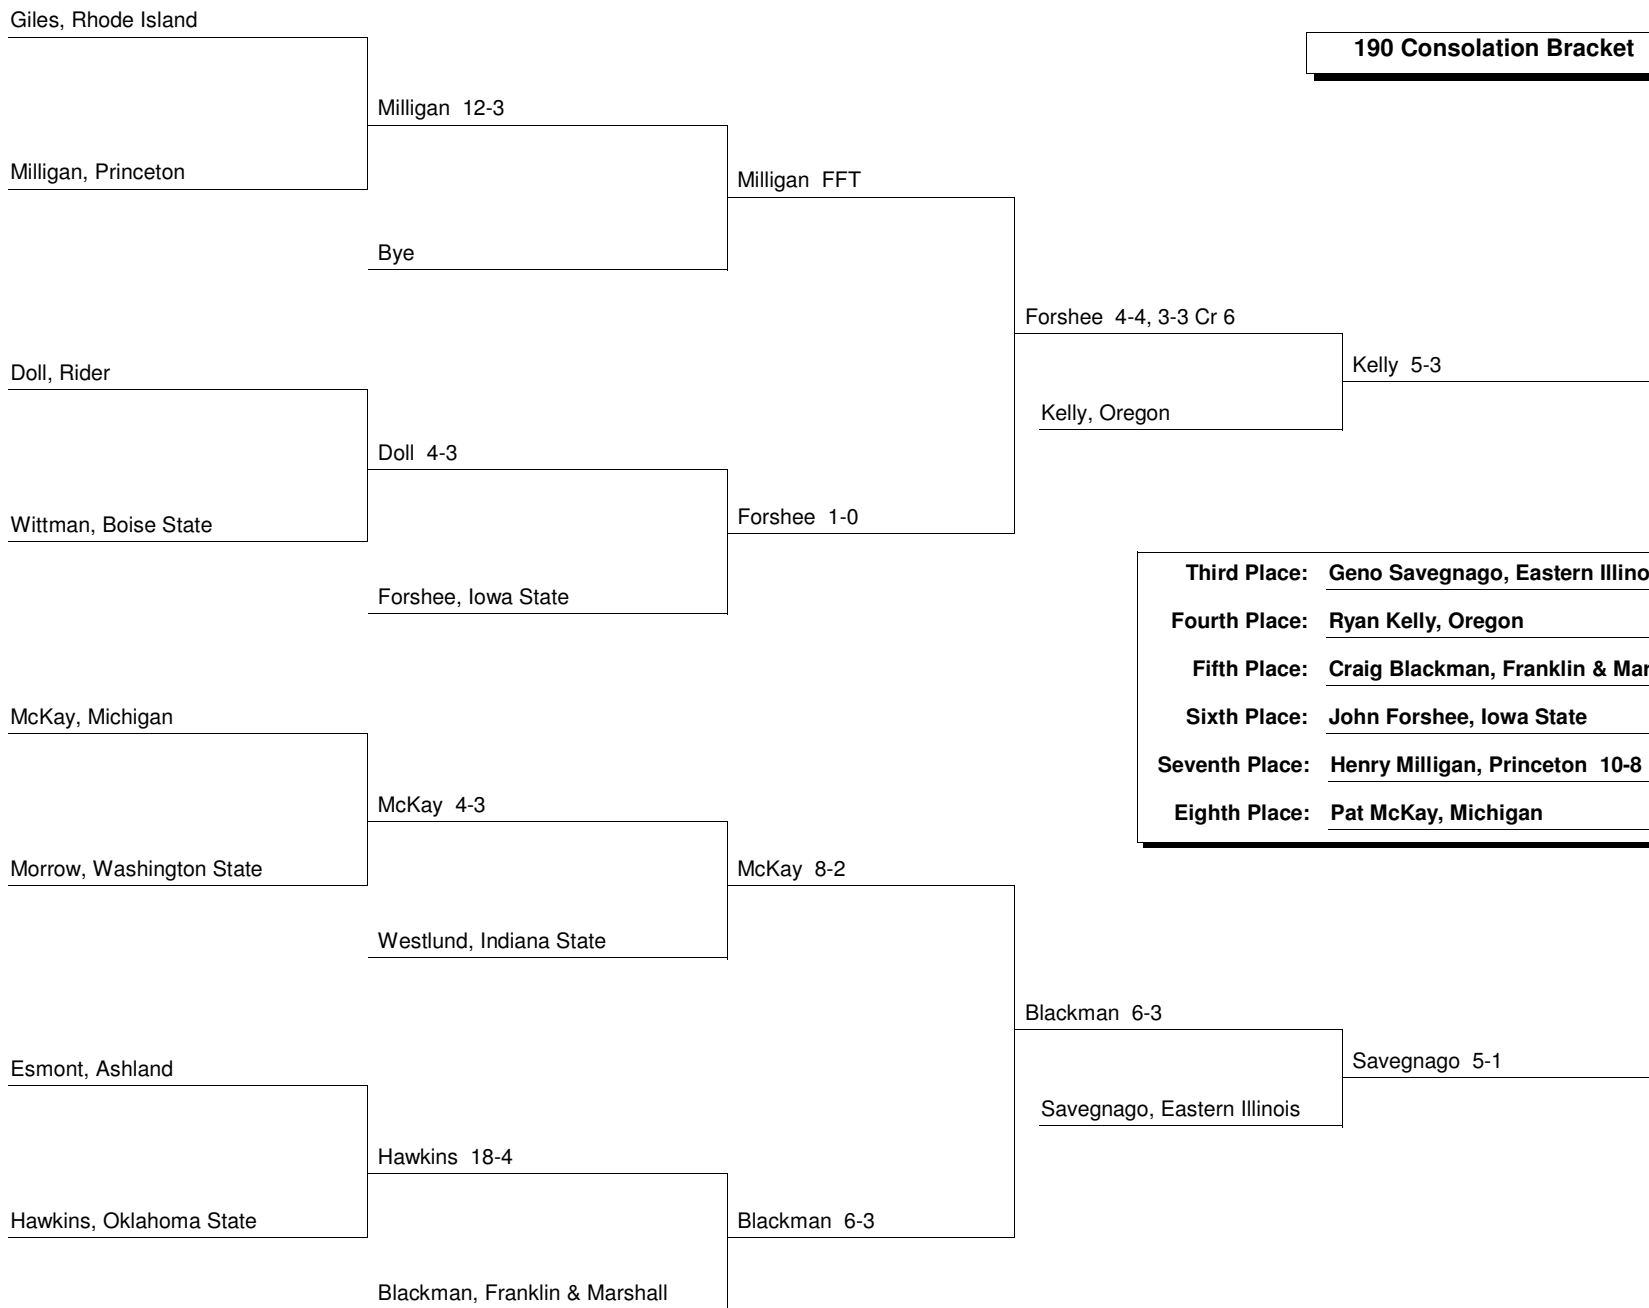 Giles, Rhode Island
190 Consolation Bracket
Milligan 12-3
Milligan, Princeton
Milligan FFT
Bye
Forshee 4-4, 3-3 Cr 6
Doll, Rider
Kelly 5-3
Kelly, Oregon
Doll 4-3
Wittman, Boise State
Forshee 1-0
Forshee, Iowa State
Third Place: Geno Savegnago, Eastern Illino
Fourth Place: Ryan Kelly, Oregon
Fifth Place: Craig Blackman, Franklin & Mar
Sixth Place: John Forshee, Iowa State
Seventh Place: Henry Milligan, Princeton 10-8
Eighth Place: Pat McKay, Michigan
McKay, Michigan
McKay 4-3
Morrow, Washington State
McKay 8-2
Westlund, Indiana State
Blackman 6-3
Esmont, Ashland
Savegnago 5-1
Savegnago, Eastern Illinois
Hawkins 18-4
Hawkins, Oklahoma State
Blackman 6-3
Blackman, Franklin & Marshall